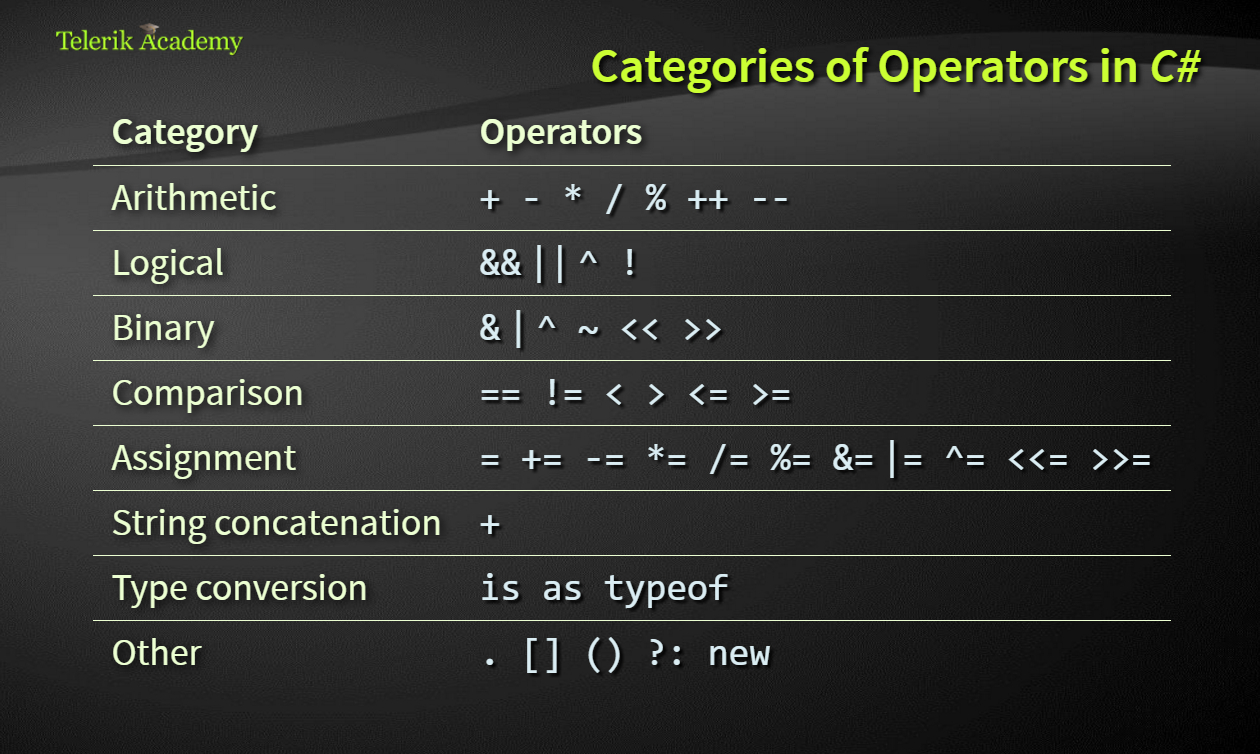 Telerik Academy
Categories of Operators in C#
Category Operators
Arithmetic + - * / % ++ --
Logical && || ^ !
Binary & | ^ ~ << >>
Comparison == != < > <= >=
Assignment = += -= *= /= %= &= |= ^= <<= >>=
String concatenation +
Type conversion is as typeof
Other . [] () ?: new